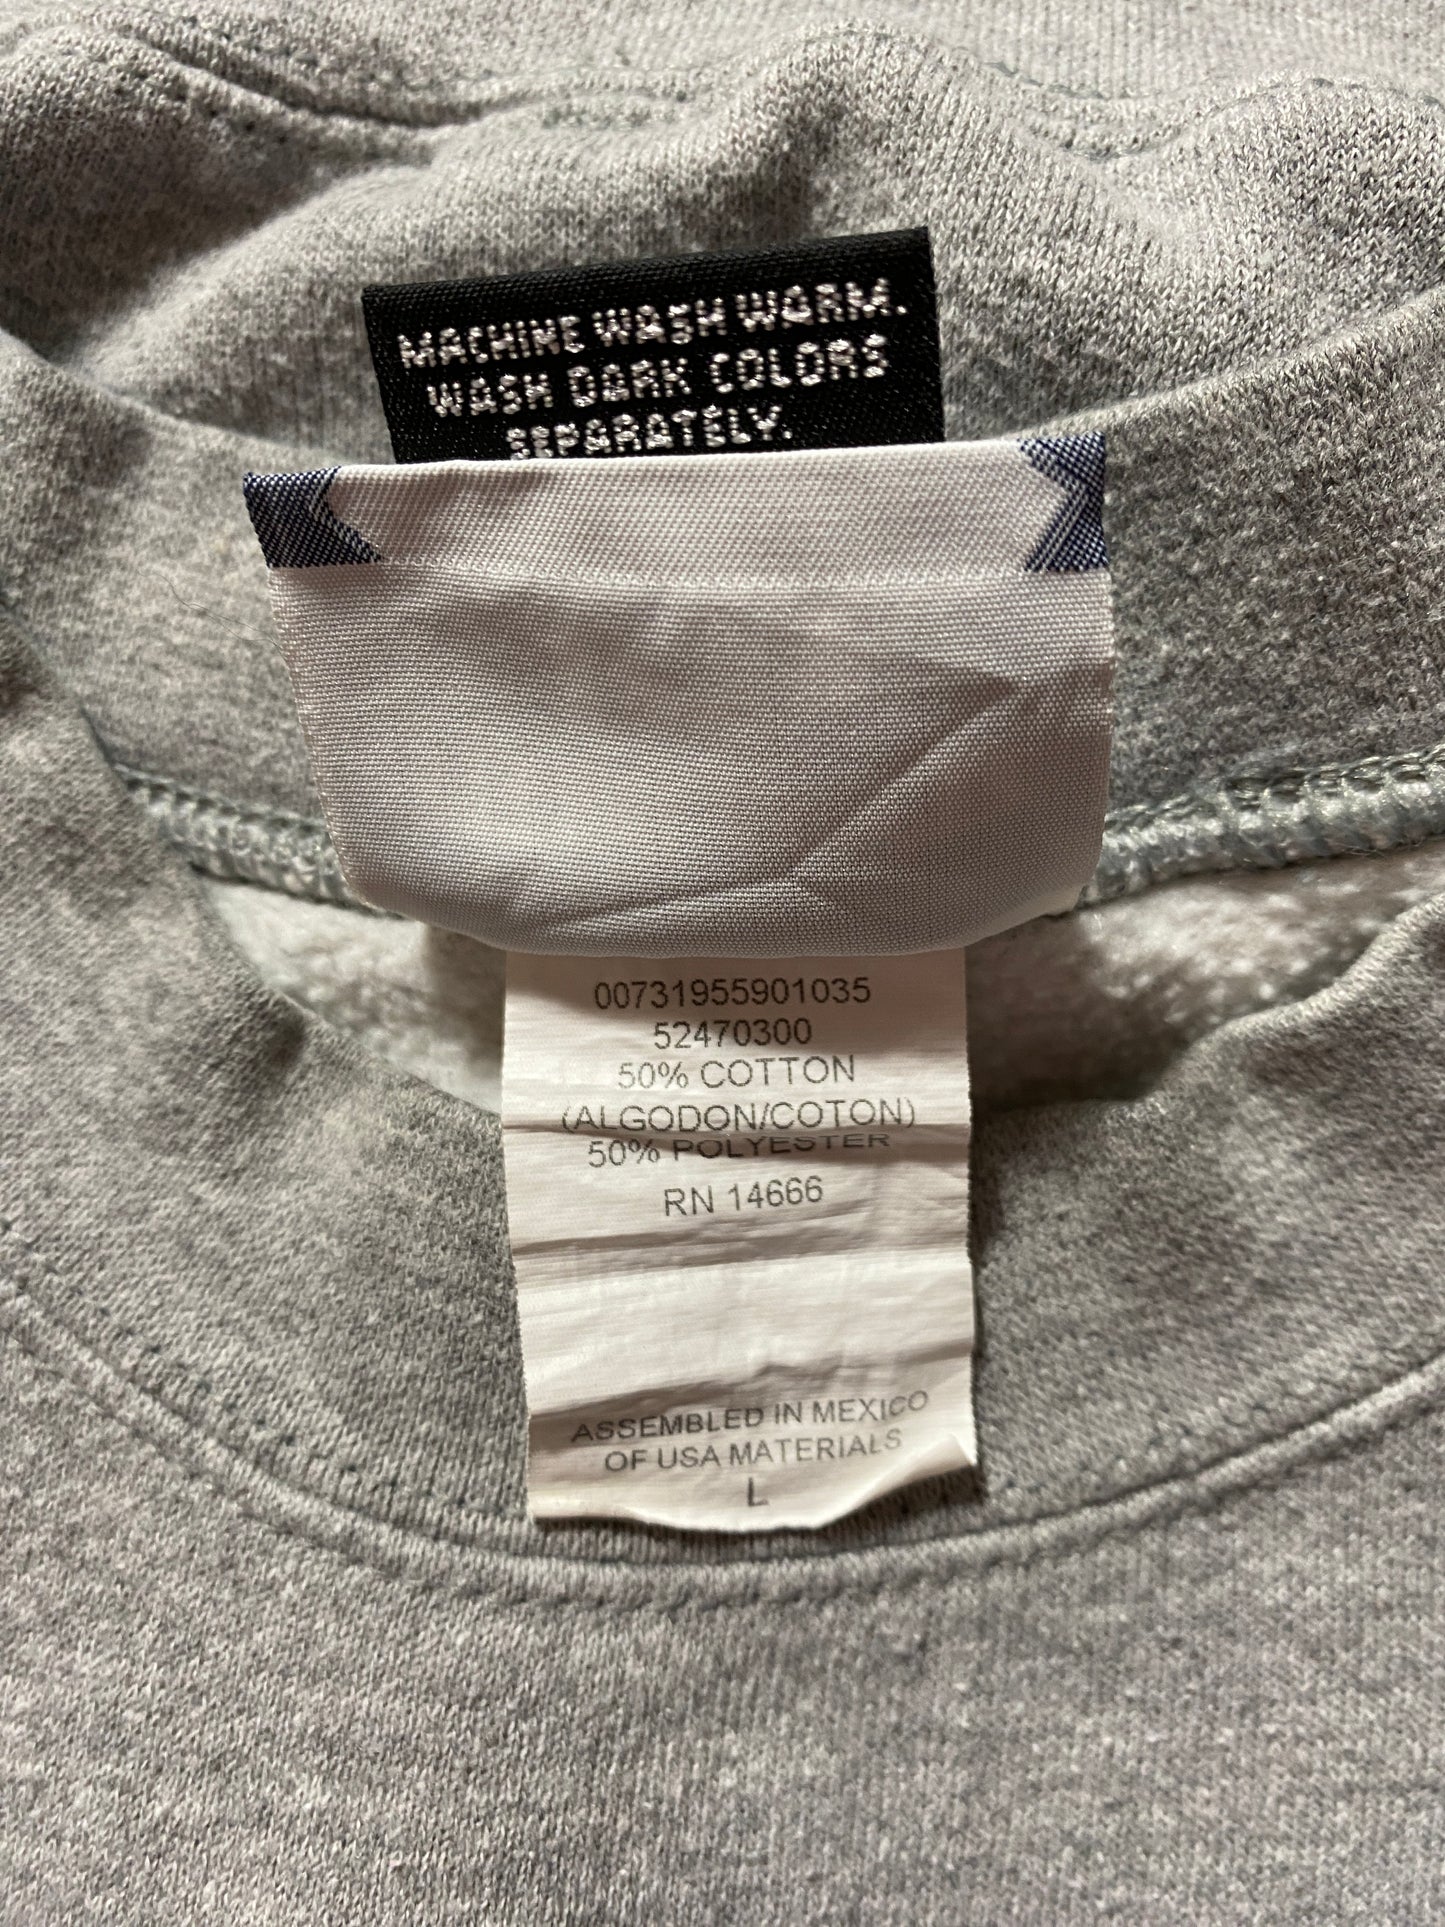 MACHINE WASH WARM.
WASH DARK COLORS
SEPARATELY.
00731955901035
52470300
50% COTTON
(ALGODON/COTON)
50% POLYESTER
RN 14666
ASSEMBLED IN MEXICO
OF USA MATERIALS
L